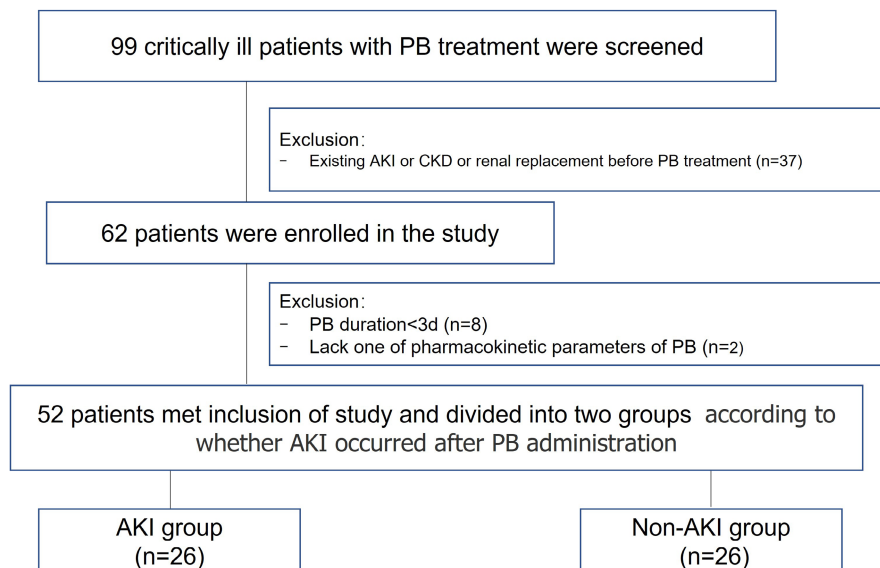 99 critically ill patients with PB treatment were screened
Exclusion:
- Existing AKI or CKD or renal replacement before PB treatment (n=37)
62 patients were enrolled in the study
Exclusion:
- PB duration<3d (n=8)
- Lack one of pharmacokinetic parameters of PB (n=2)
52 patients met inclusion of study and divided into two groups according to
whether AKI occurred after PB administration
AKI group
(n=26)
Non-AKI group
(n=26)